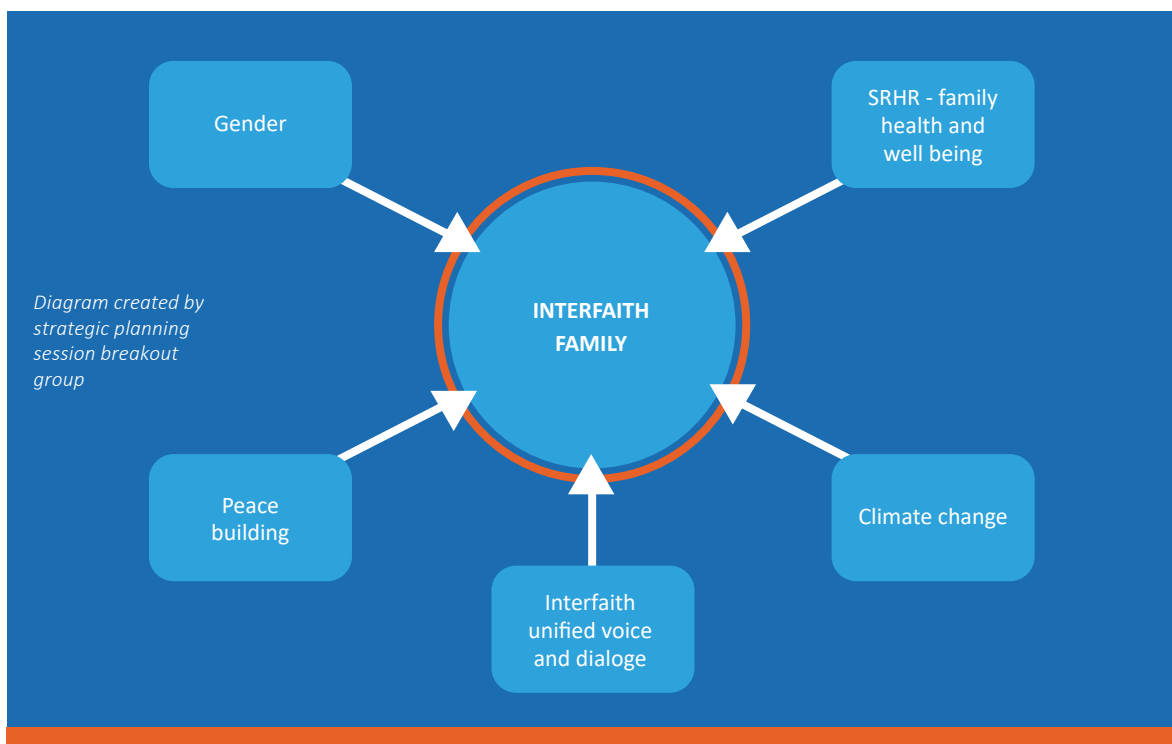 Gender
SRHR - family
health and
well being
INTERFAITH
FAMILY
Diagram created by
strategic planning
session breakout
group
Peace
building
Climate change
Interfaith
unified voice
and dialoge